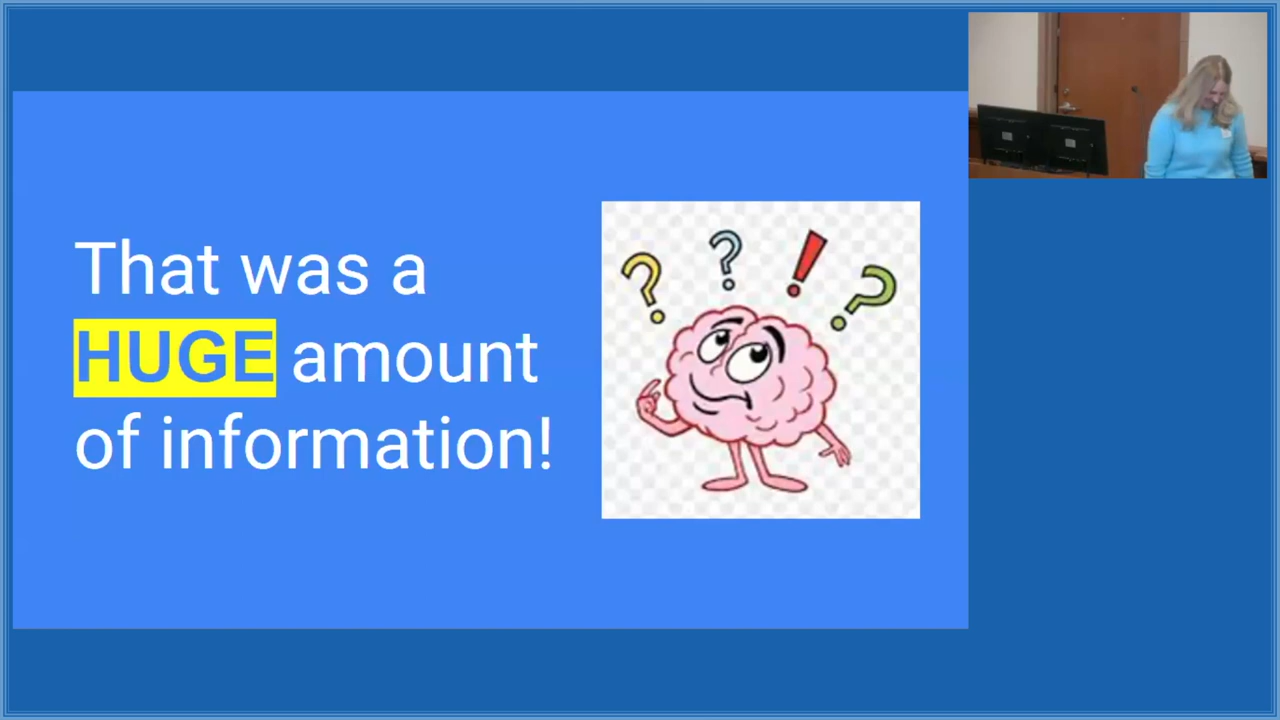 That was a
HUGE amount
of information!
? ? ! ?